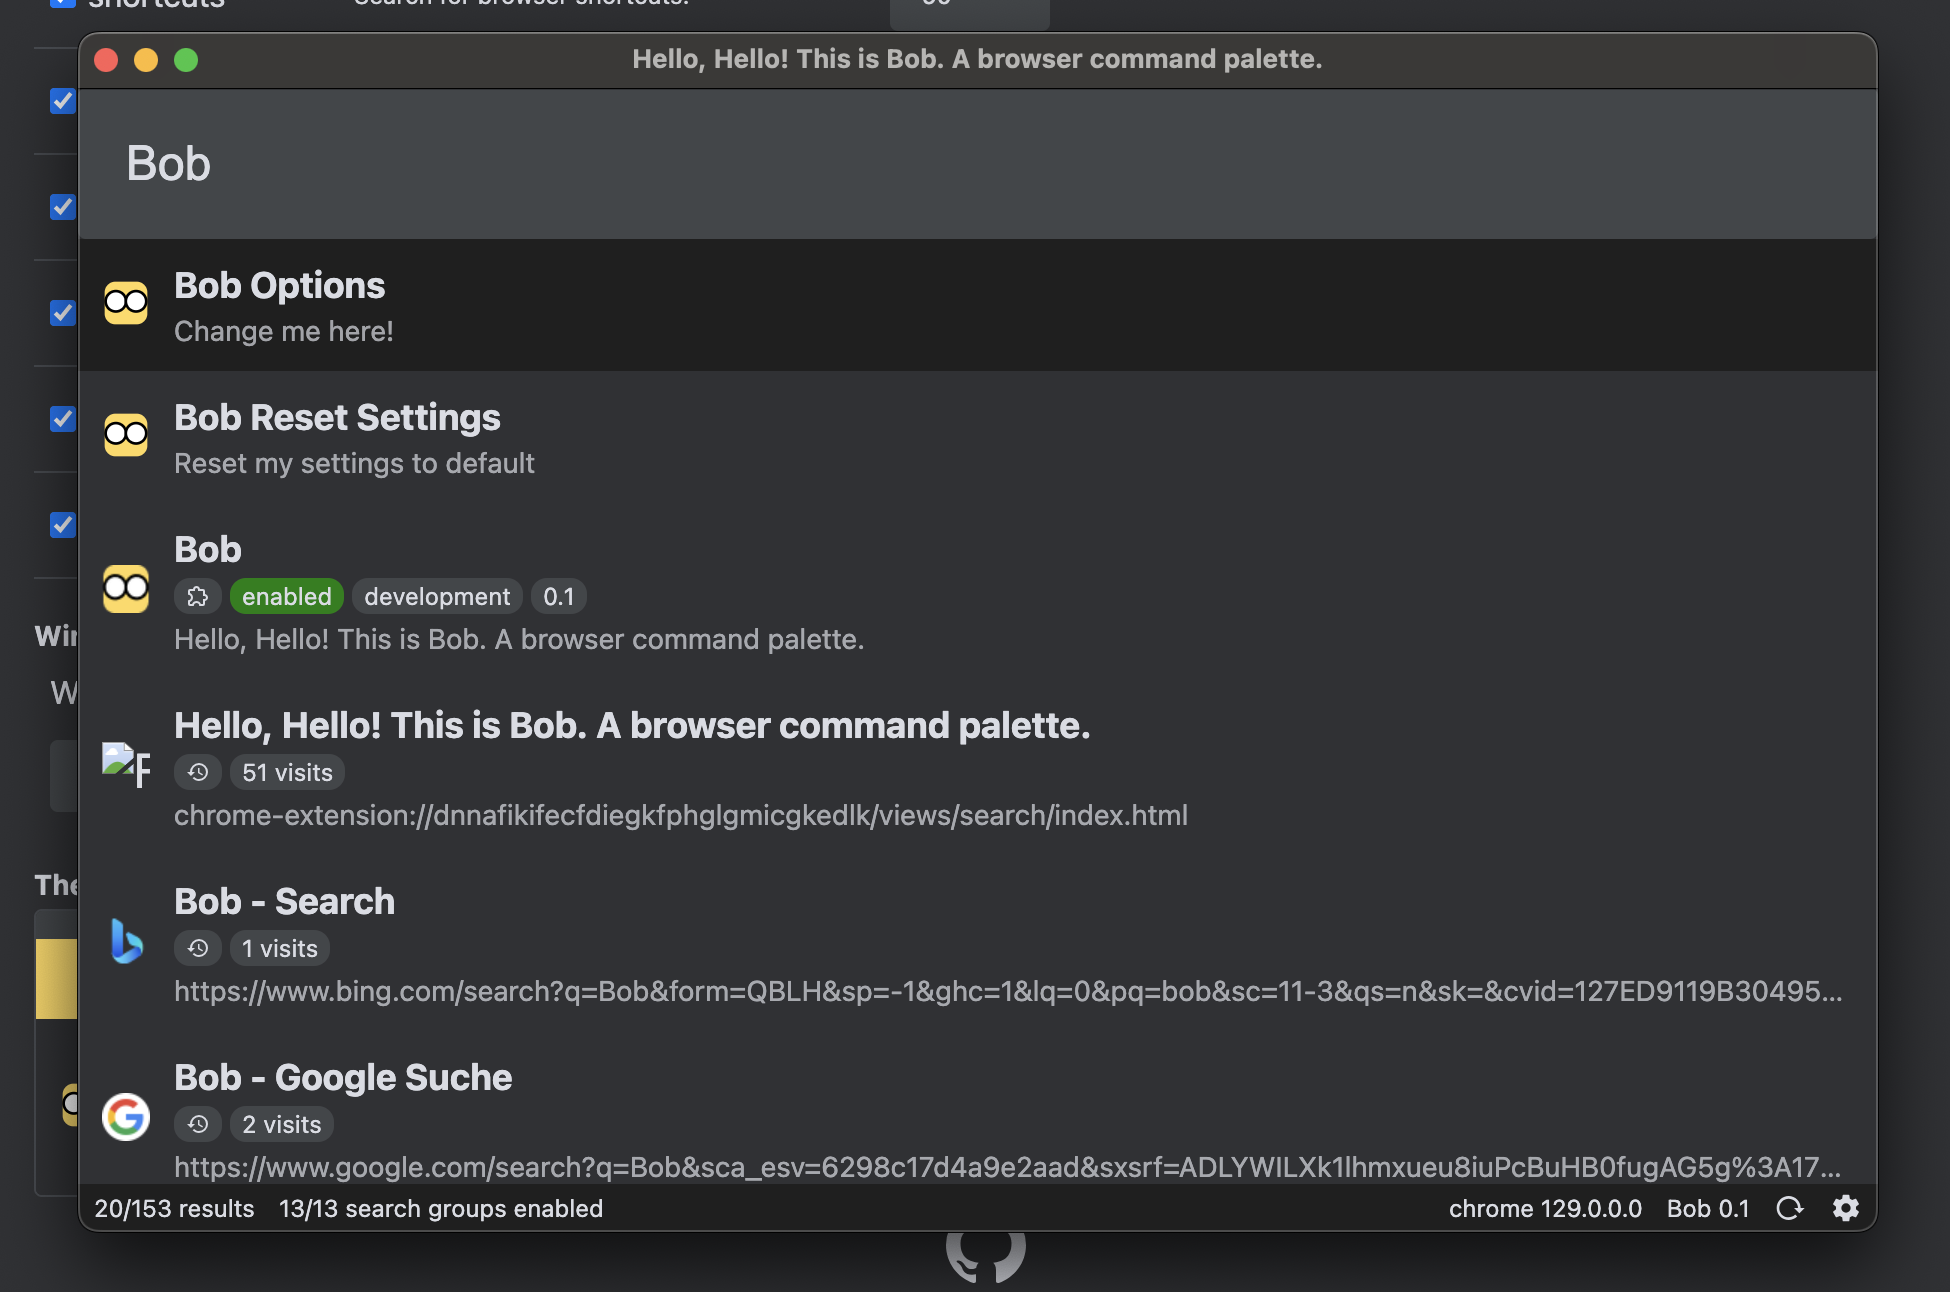 shortcuts
Hello, Hello! This is Bob. A browser command palette.
Bob
Bob Options
Change me here!
Bob Reset Settings
Reset my settings to default
Bob
enabled development 0.1
Hello, Hello! This is Bob. A browser command palette.
Hello, Hello! This is Bob. A browser command palette.
51 visits
chrome-extension://dnnafikifecfdiegkfphglgmicgkedlk/views/search/index.html
Bob - Search
1 visits
https://www.bing.com/search?q=Bob&form=QBLH&sp=-1&ghc=1&lq=0&pq=bob&sc=11-3&qs=n&sk=&cvid=127ED9119B30495...
Bob - Google Suche
2 visits
https://www.google.com/search?q=Bob&sca_esv=6298c17d4a9e2aad&sxsrf=ADLYWILXk1lhmxueu8iuPcBuHB0fugAG5g%3A17...
20/153 results 13/13 search groups enabled chrome 129.0.0.0 Bob 0.1